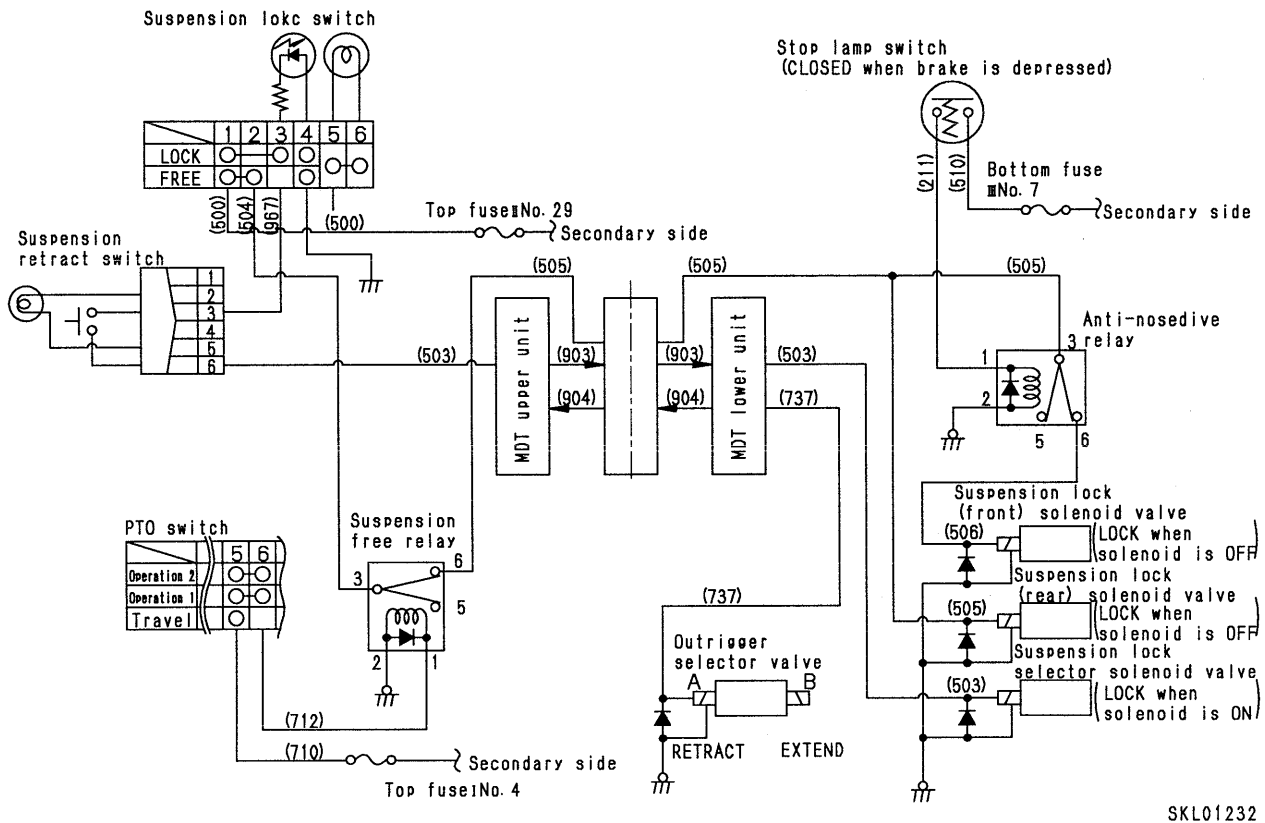 Suspension lokc switch
1 2 3 4 5 6
LOCK
FREE
(500) (504) (967) (500)
Top fuseⅡNo. 29
Secondary side
Stop lamp switch
(CLOSED when brake is depressed)
(211) (510)
Bottom fuse
ⅢNo. 7
Secondary side
Suspension
retract switch
1
2
3
4
5
6
(505) (505) (505)
(503) (903) (903) (503)
(904) (904) (737)
MDT upper unit
MDT lower unit
Anti-nosedive
relay
3
1
2
5 6
PTO switch
5 6
Operation 2
Operation 1
Travel
Suspension
free relay
6
3
5
2 1
(712)
(710)
Secondary side
Top fuseⅠNo. 4
(737)
Outrigger
selector valve
A B
RETRACT EXTEND
Suspension lock
(front) solenoid valve
(506)
(LOCK when
solenoid is OFF)
Suspension lock
(rear) solenoid valve
(505)
(LOCK when
solenoid is OFF)
Suspension lock
selector solenoid valve
(503)
(LOCK when
solenoid is ON)
SKL01232